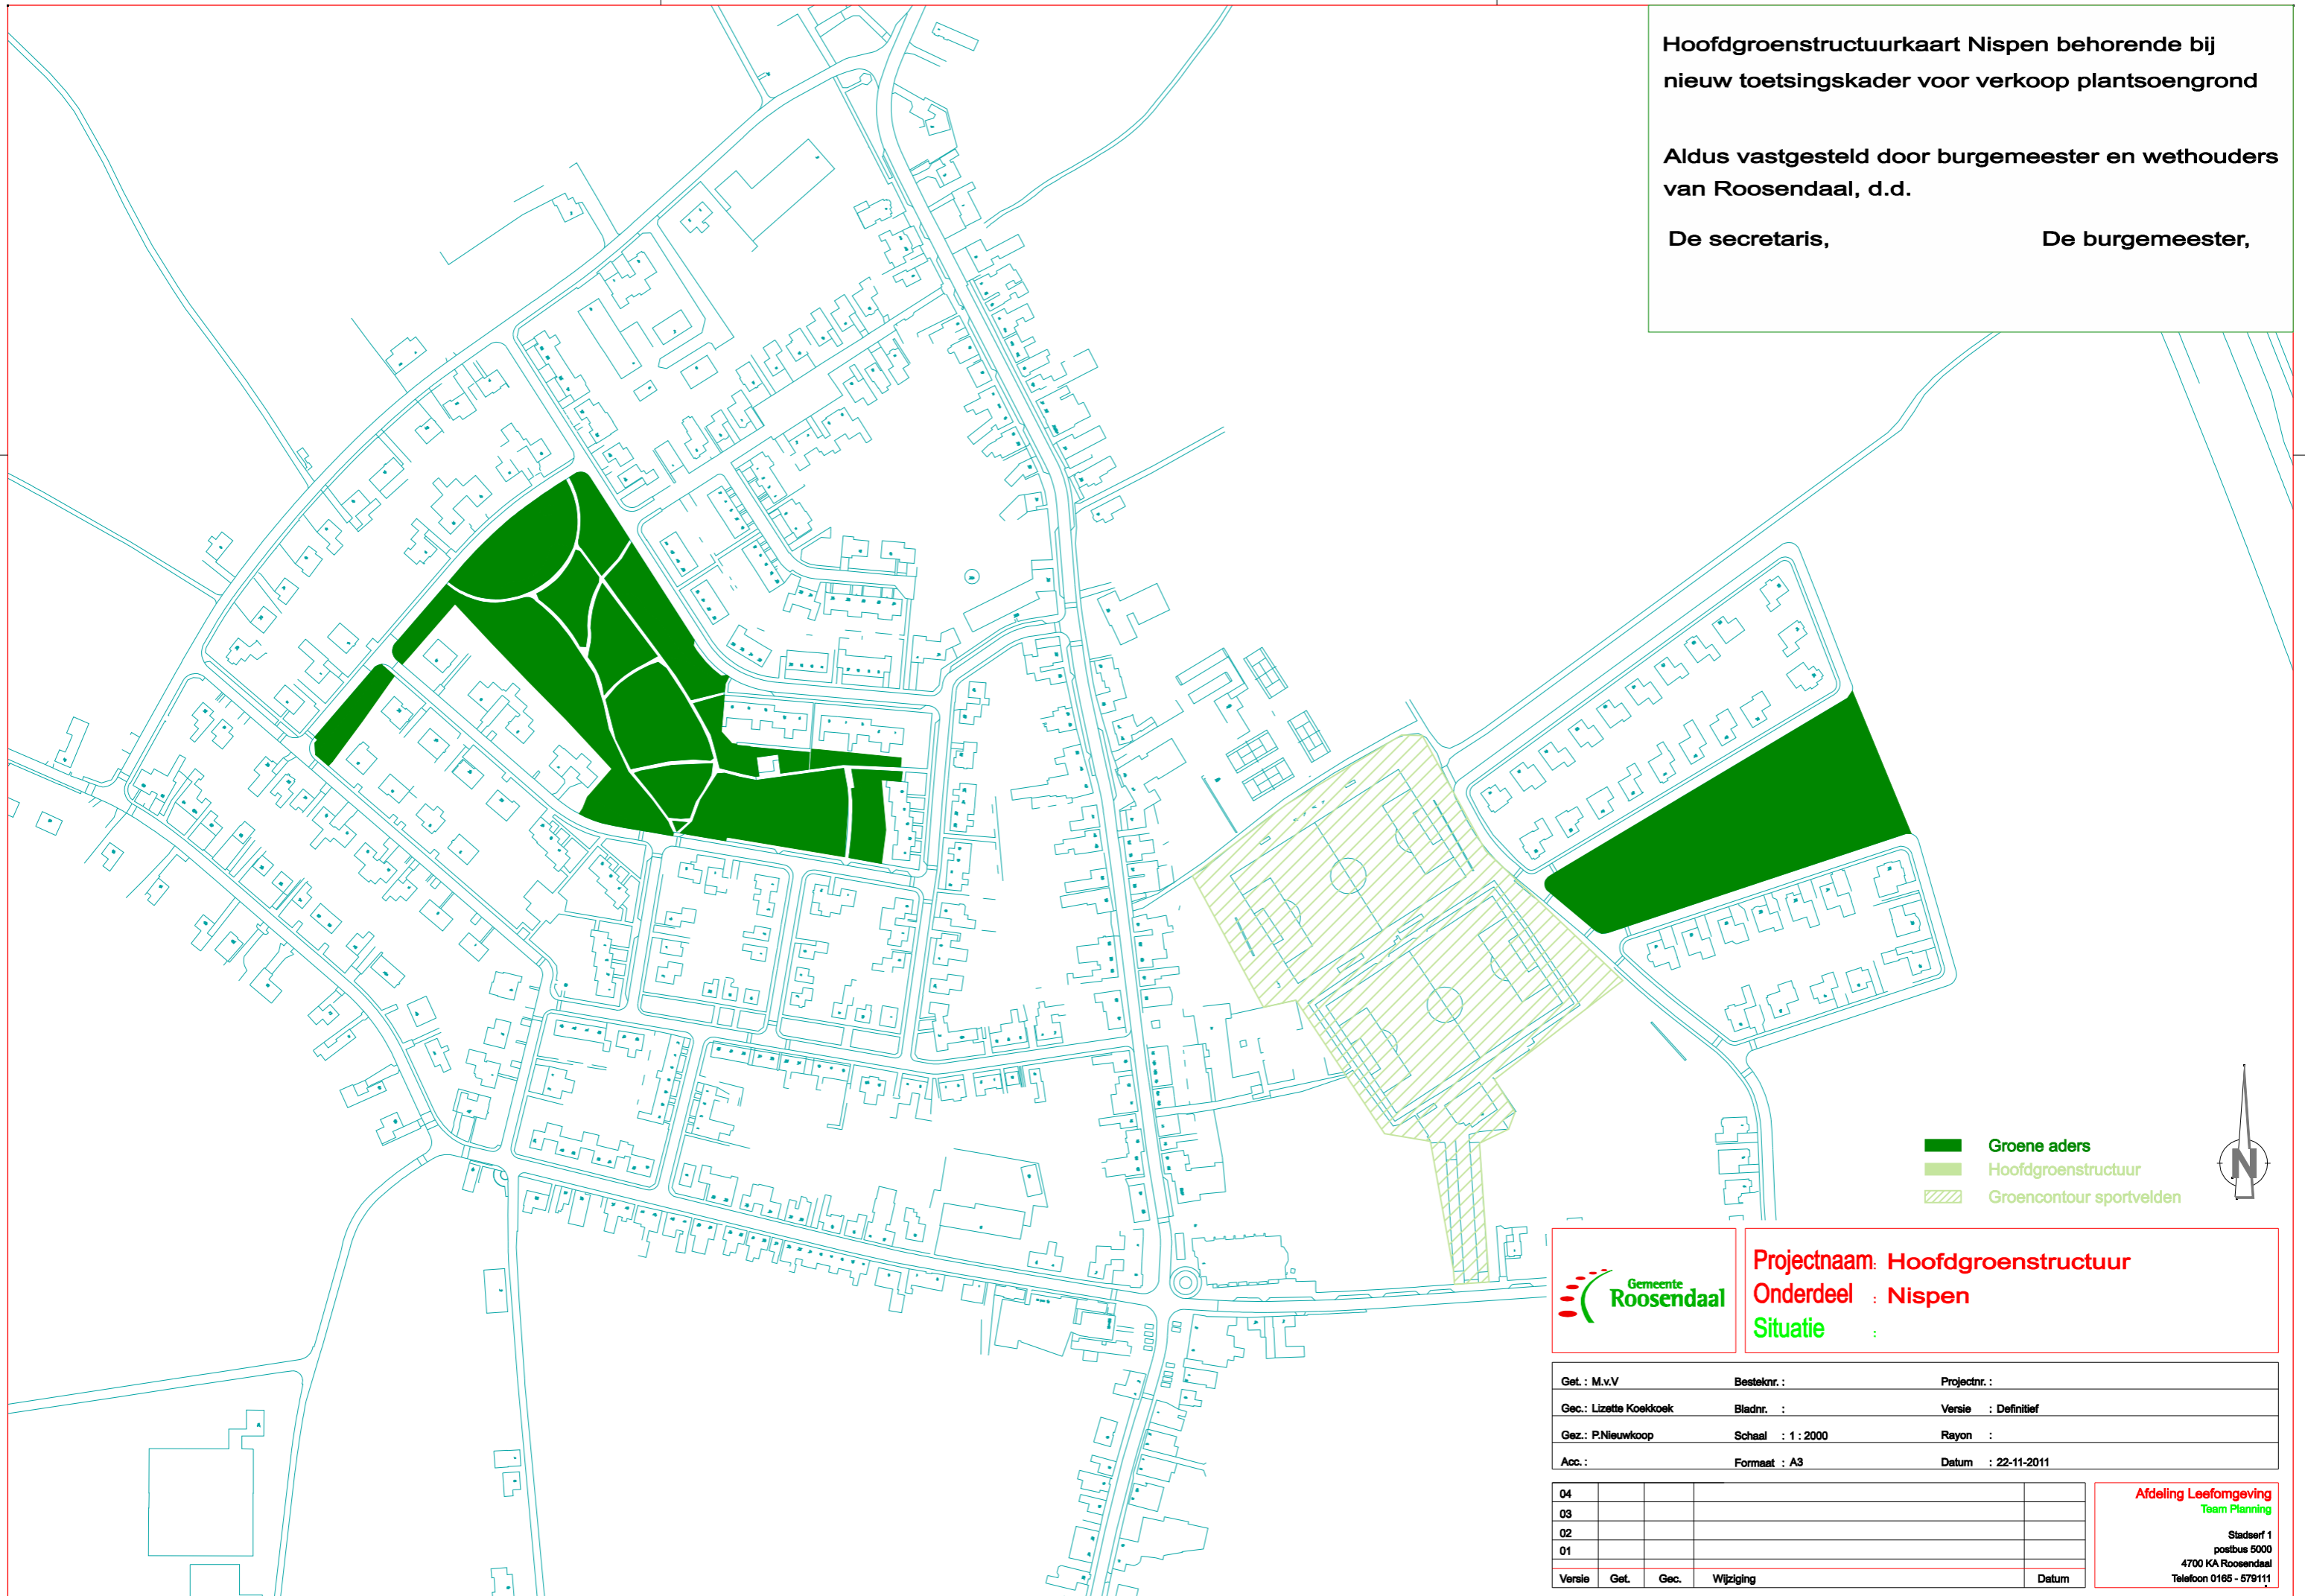 Hoofdgroenstructuurkaart Nispen behorende bij
nieuw toetsingskader voor verkoop plantsoengrond
Aldus vastgesteld door burgemeester en wethouders
van Roosendaal, d.d.
De secretaris, De burgemeester,
Groene aders
Hoofdgroenstructuur
Groencontour sportvelden
N
Gemeente
Roosendaal
Projectnaam: Hoofdgroenstructuur
Onderdeel : Nispen
Situatie :
Get. : M.v.V Besteknr. : Projectnr. :
Gec.: Lizette Koekkoek Bladnr. : Versie : Definitief
Gez.: P.Nieuwkoop Schaal : 1 : 2000 Rayon :
Acc. : Formaat : A3 Datum : 22-11-2011
04
03
02
01
Versie Get. Gec. Wijziging Datum
Afdeling Leefomgeving
Team Planning
Stadserf 1
postbus 5000
4700 KA Roosendaal
Telefoon 0165 - 579111